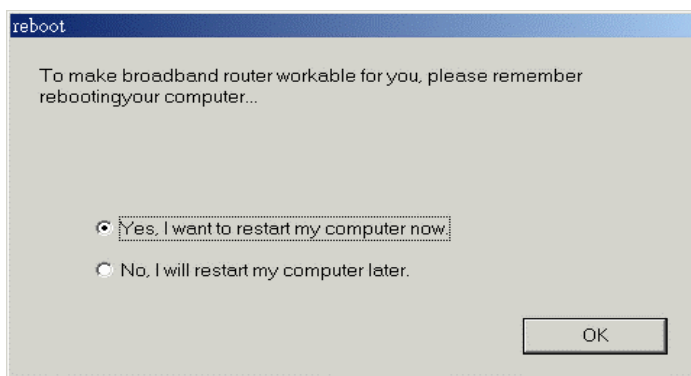 reboot
To make broadband router workable for you, please remember
rebootingyour computer...
Yes, I want to restart my computer now.
No, I will restart my computer later.
OK